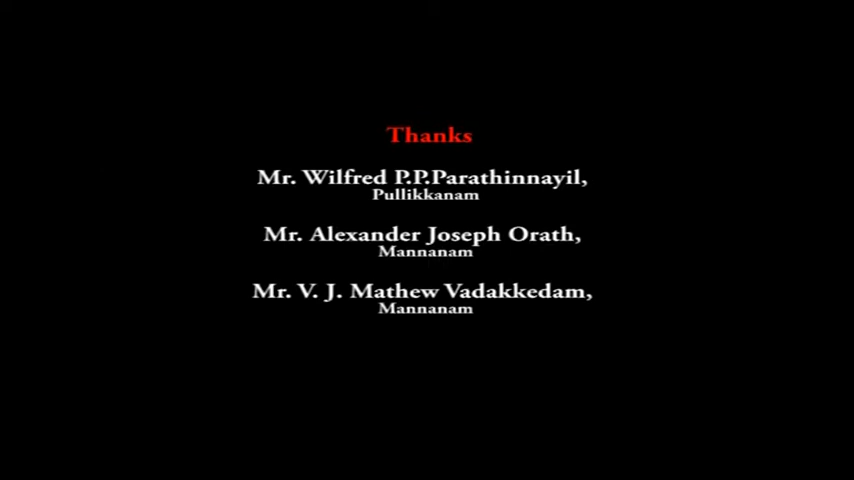 Thanks
Mr. Wilfred P.P.Parathinnayil,
Pullikkanam
Mr. Alexander Joseph Orath,
Mannanam
Mr. V. J. Mathew Vadakkedam,
Mannanam